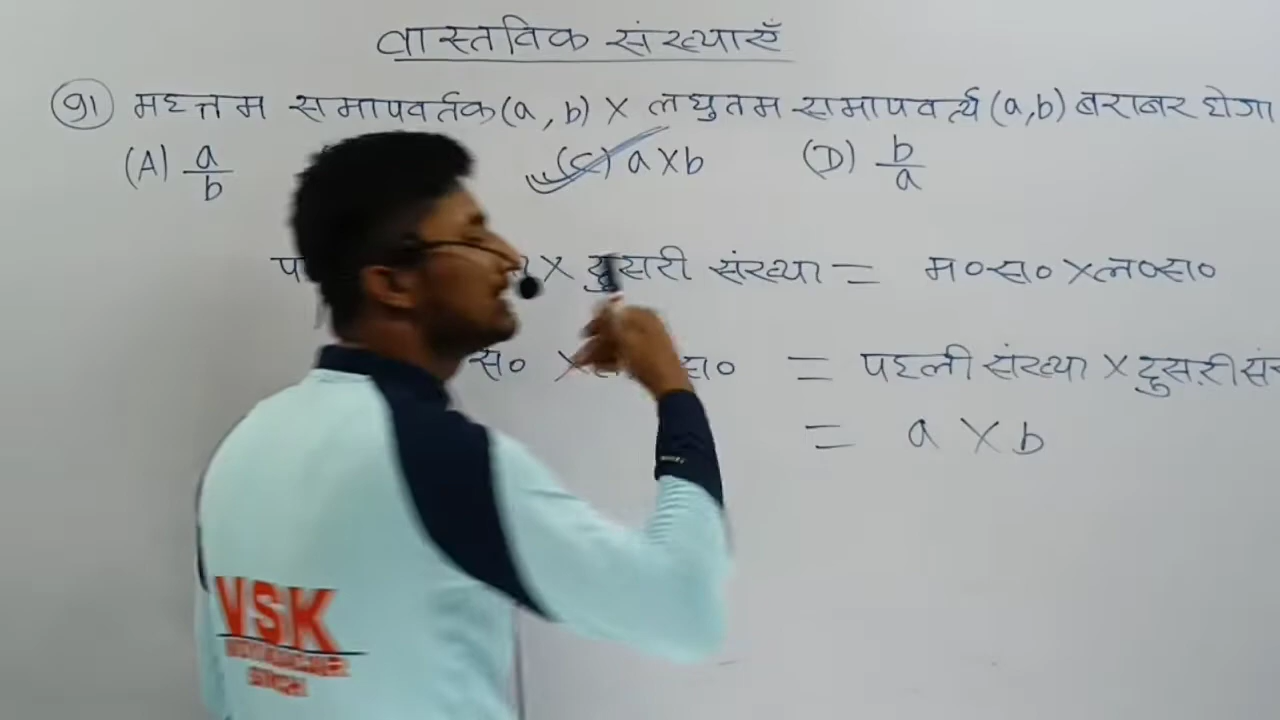 वास्तविक संख्याएँ
91 महत्तम समापवर्तक (a, b) × लघुतम समापवर्त्य (a,b) बराबर होगा
(A) a/b (C) a×b (D) b/a
× दुसरी संख्या = म०स० × ल०स०
स० × स० = पहली संख्या × दुसरी
= a × b
VSK